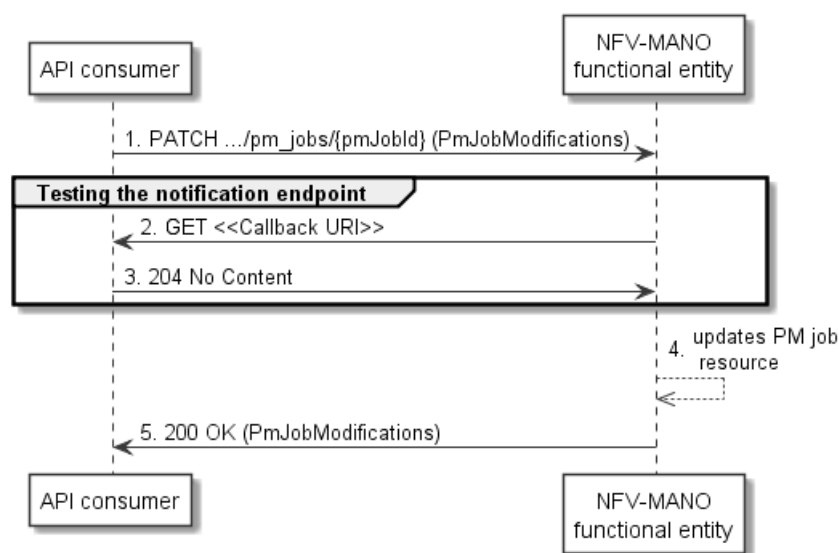 API consumer
NFV-MANO
functional entity
1. PATCH .../pm_jobs/{pmJobId} (PmJobModifications)
Testing the notification endpoint
2. GET <<Callback URI>>
3. 204 No Content
4. updates PM job
resource
5. 200 OK (PmJobModifications)
API consumer
NFV-MANO
functional entity